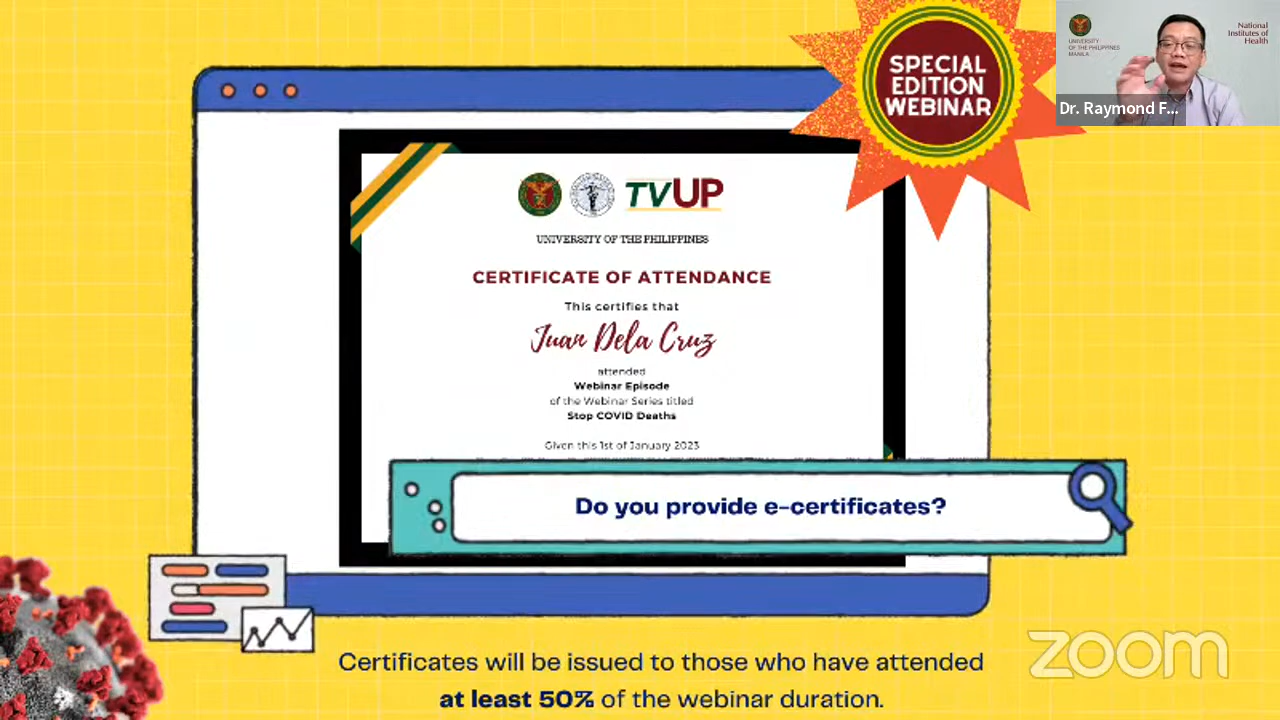 SPECIAL
EDITION
WEBINAR
UNIVERSITY
OF THE PHILIPPINES
MANILA
National
Institutes of
Health
Dr. Raymond F...
TVUP
UNIVERSITY OF THE PHILIPPINES
CERTIFICATE OF ATTENDANCE
This certifies that
Juan Dela Cruz
attended
Webinar Episode
of the Webinar Series titled
Stop COVID Deaths
Given this 1st of January 2023
Do you provide e-certificates?
zoom
Certificates will be issued to those who have attended
at least 50% of the webinar duration.